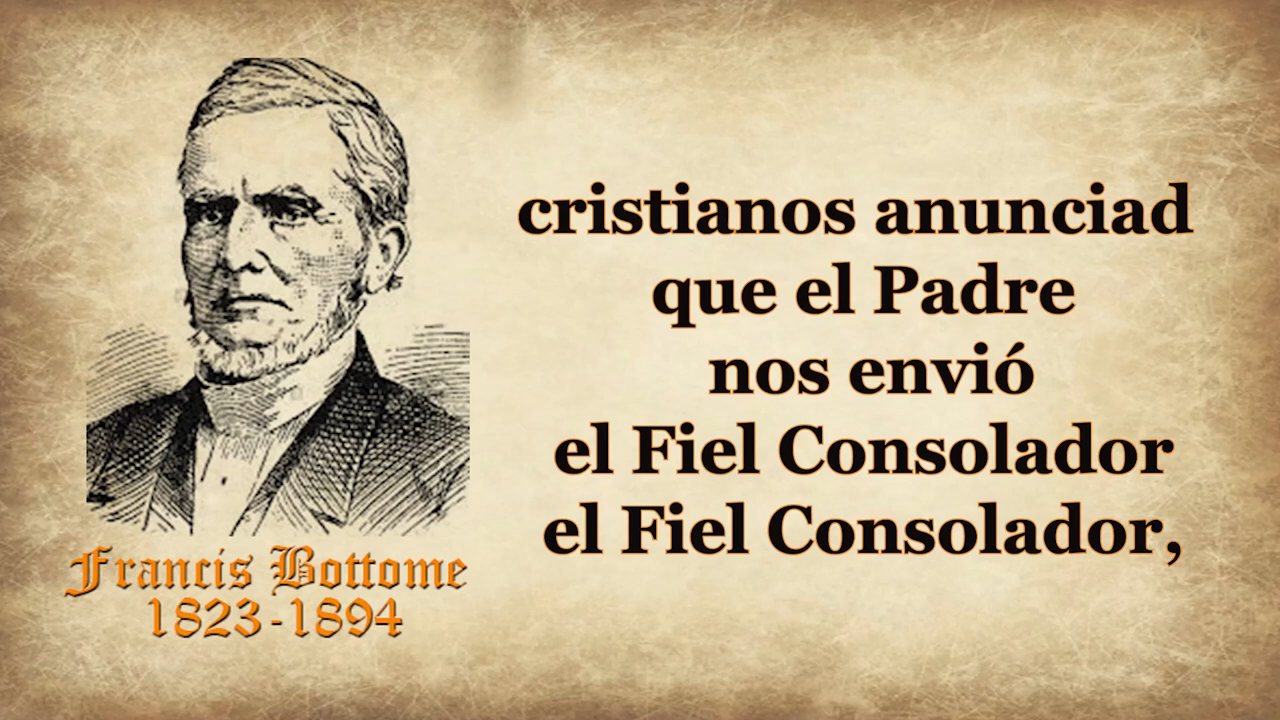 cristianos anunciad
que el Padre
nos envió
el Fiel Consolador
el Fiel Consolador,
Francis Bottome
1823-1894